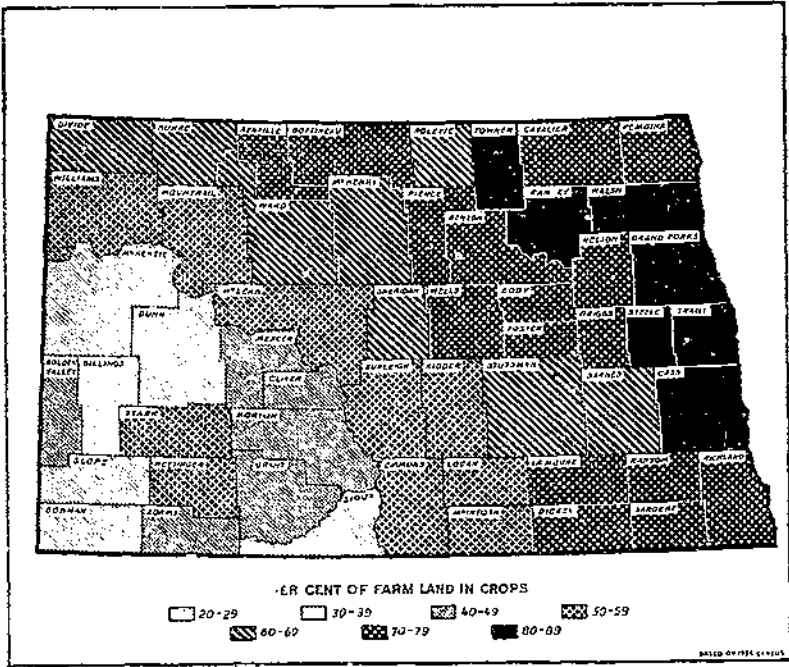 DIVIDE
BURKE
RENVILLE
BOTTINEAU
ROLETTE
TOWNER
CAVALIER
PEMBINA
WILLIAMS
MOUNTRAIL
WARD
McHENRY
PIERCE
BENSON
RAMSEY
WALSH
NELSON
GRAND FORKS
McKENZIE
McLEAN
SHERIDAN
WELLS
EDDY
FOSTER
GRIGGS
STEELE
TRAILL
DUNN
MERCER
OLIVER
GOLDEN
VALLEY
BILLINGS
BURLEIGH
KIDDER
STUTSMAN
BARNES
CASS
STARK
MORTON
SLOPE
HETTINGER
GRANT
SIOUX
EMMONS
LOGAN
LA MOURE
RANSOM
RICHLAND
BOWMAN
ADAMS
McINTOSH
DICKEY
SARGENT
ER CENT OF FARM LAND IN CROPS
20-29
30-39
40-49
50-59
60-69
70-79
80-89